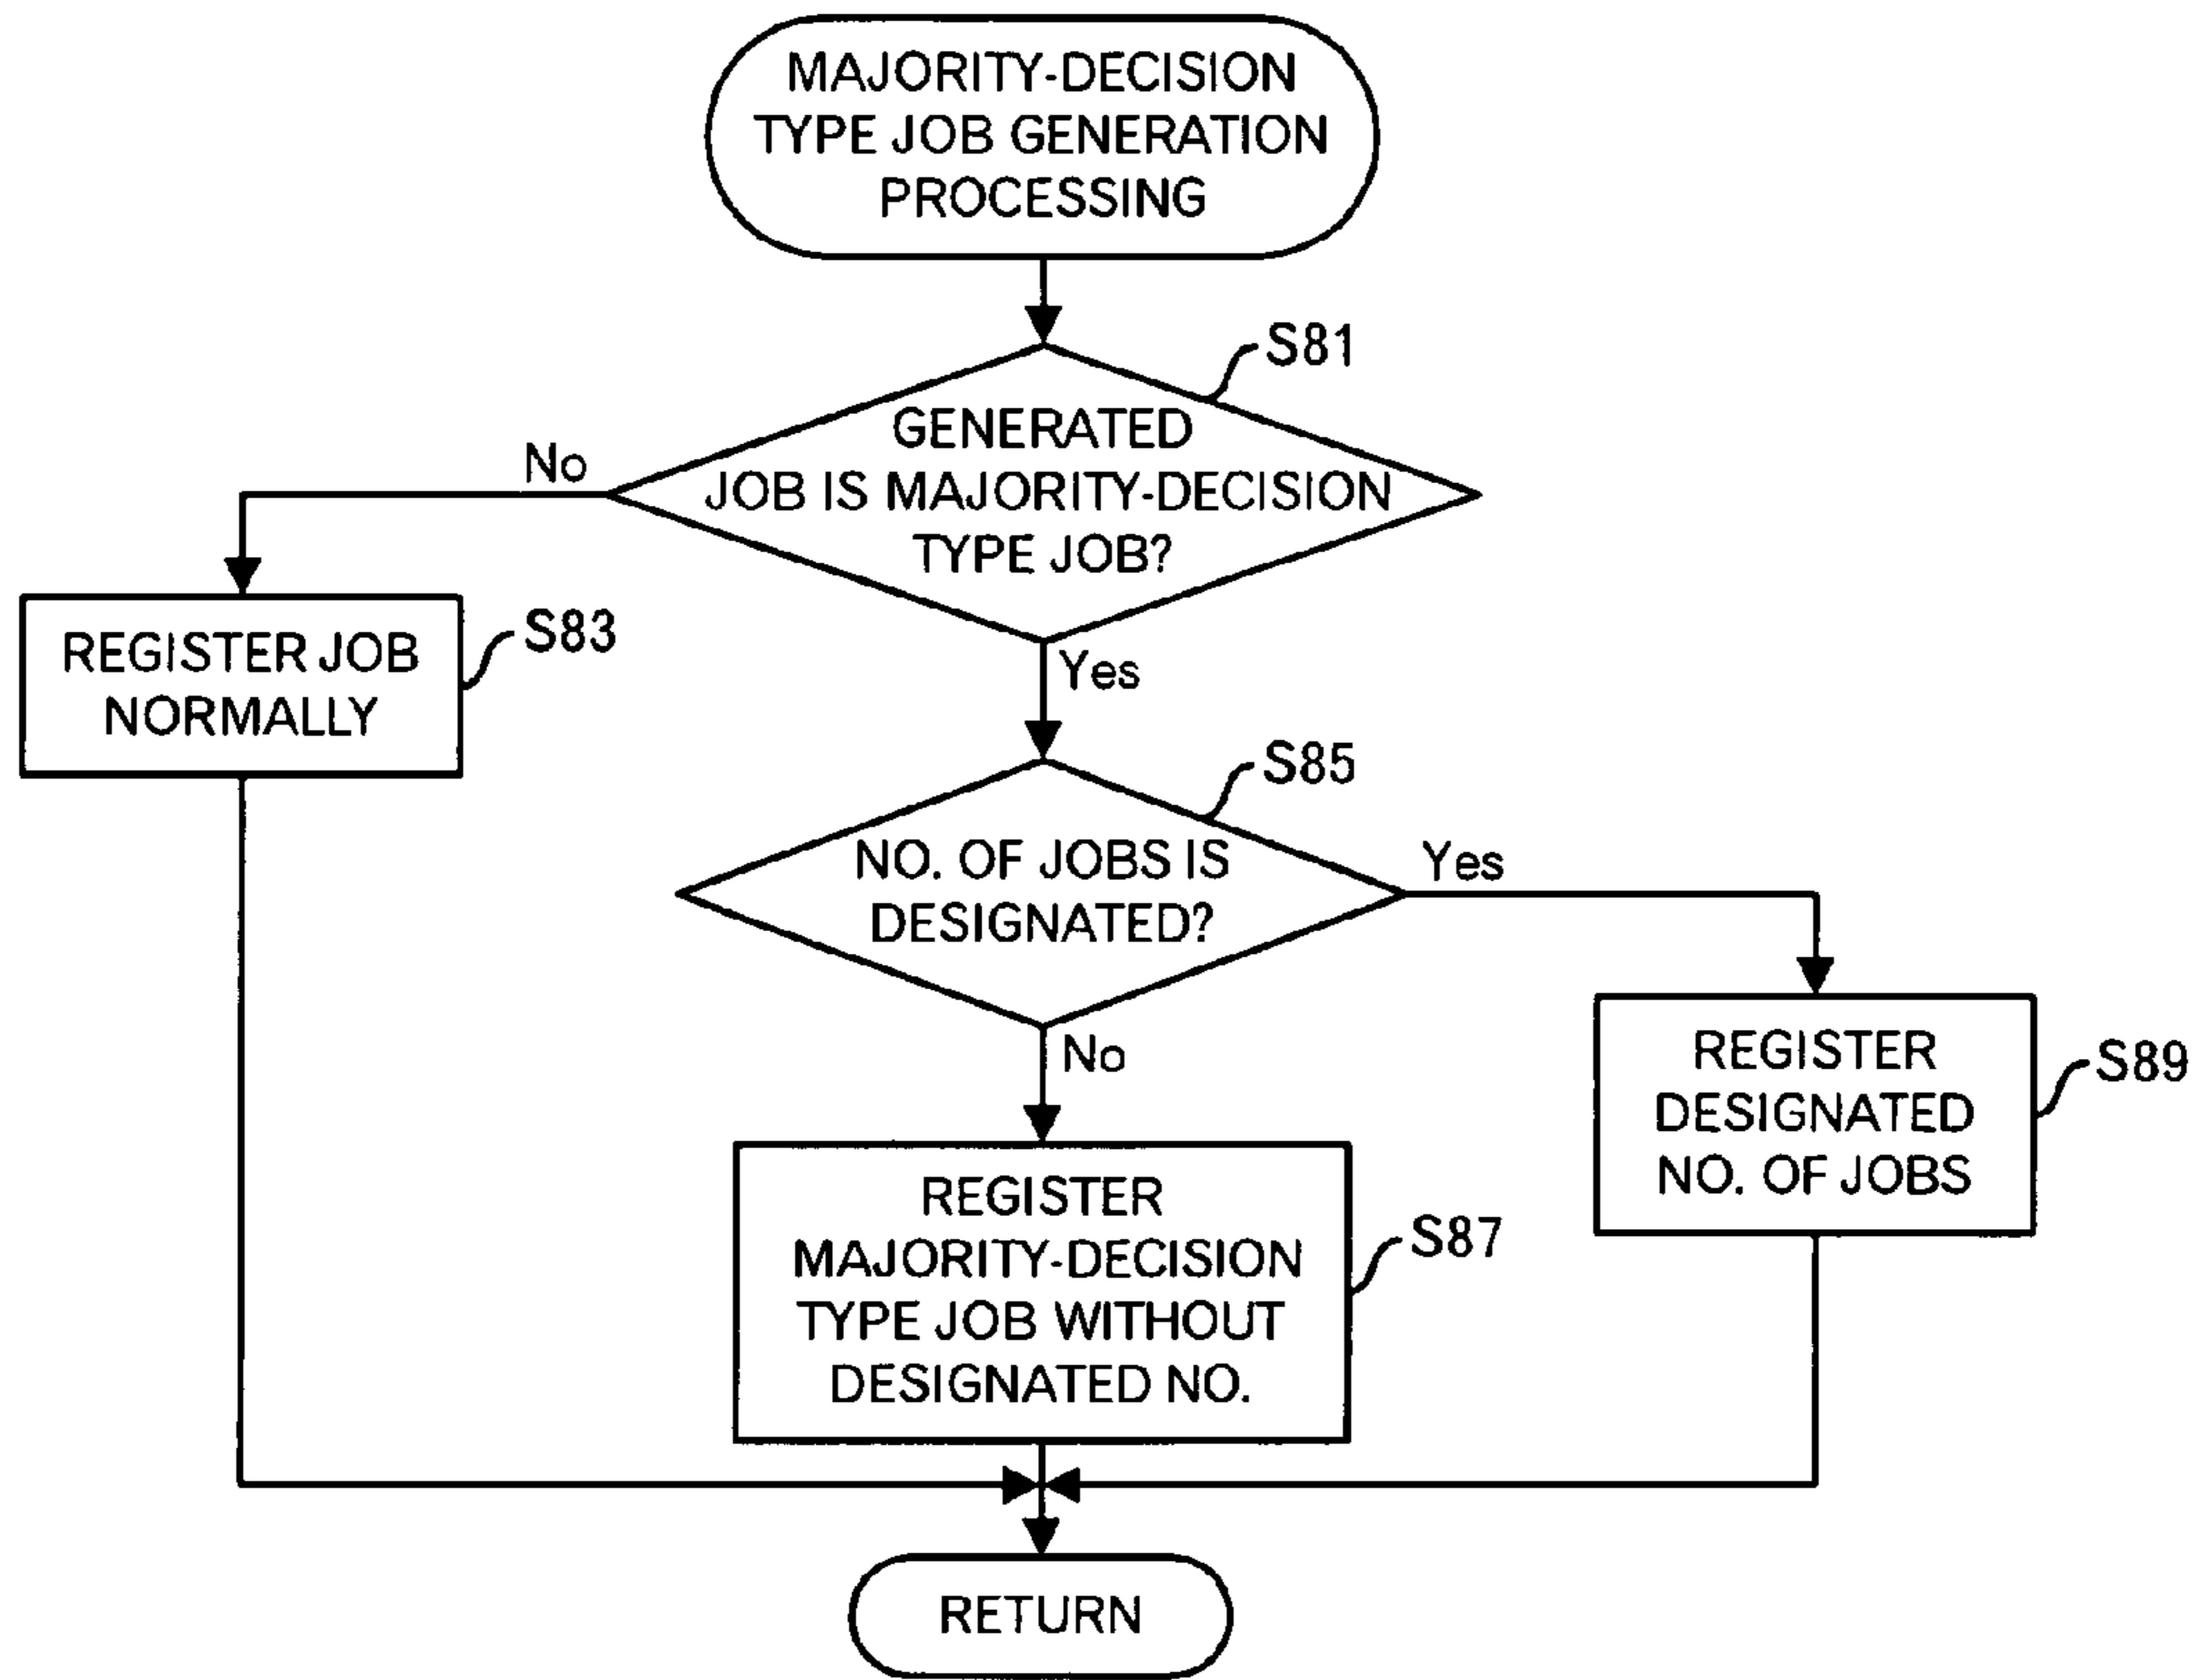 MAJORITY-DECISION
TYPE JOB GENERATION
PROCESSING
S81
GENERATED
JOB IS MAJORITY-DECISION
TYPE JOB?
No
Yes
REGISTER JOB
NORMALLY
S83
S85
NO. OF JOBS IS
DESIGNATED?
Yes
No
REGISTER
DESIGNATED
NO. OF JOBS
S89
REGISTER
MAJORITY-DECISION
TYPE JOB WITHOUT
DESIGNATED NO.
S87
RETURN